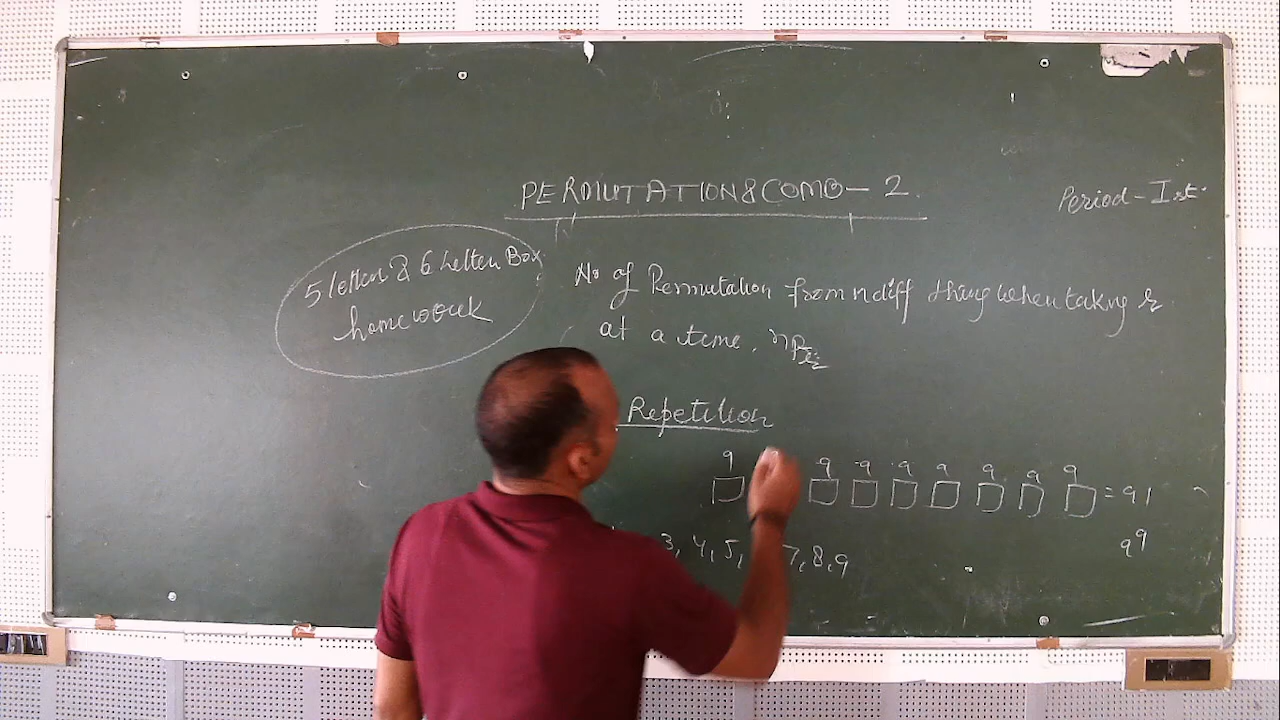 PERMUTATION & COMB - 2
Period - Ist
5 letters & 6 Letter Box
homework
No of Permutation from n diff thing when taking r
at a time, nPr
Repetition
9 9 9 9 9 9 9 9
= 9!
9⁹
3, 4, 5, 7, 8, 9